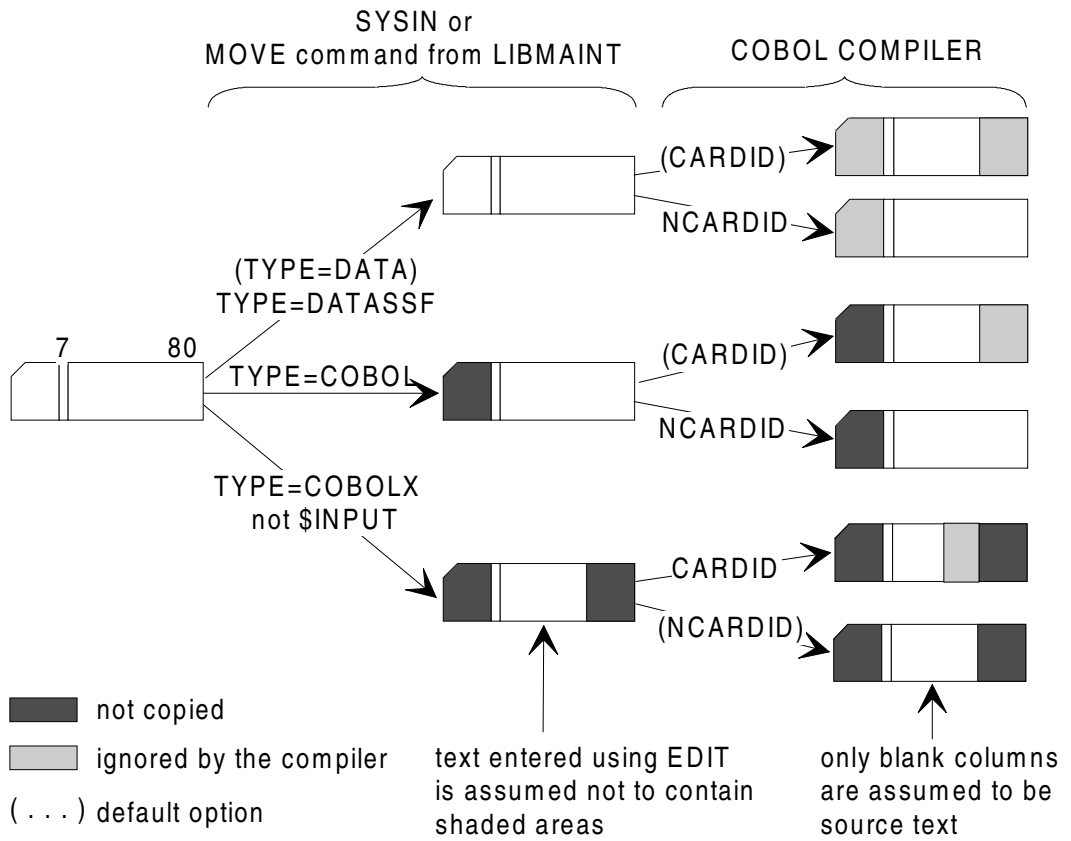 SYSIN or
MOVE command from LIBMAINT
COBOL COMPILER
(CARDID)
NCARDID
(TYPE=DATA)
TYPE=DATASSF
7 80
TYPE=COBOL
(CARDID)
NCARDID
TYPE=COBOLX
not $INPUT
CARDID
(NCARDID)
not copied
ignored by the compiler
(...) default option
text entered using EDIT
is assumed not to contain
shaded areas
only blank columns
are assumed to be
source text